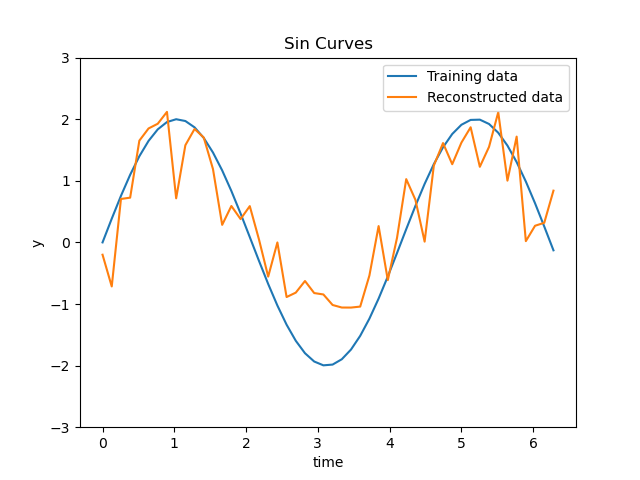 Sin Curves
Training data
Reconstructed data
3
2
1
0
−1
−2
−3
y
0 1 2 3 4 5 6
time